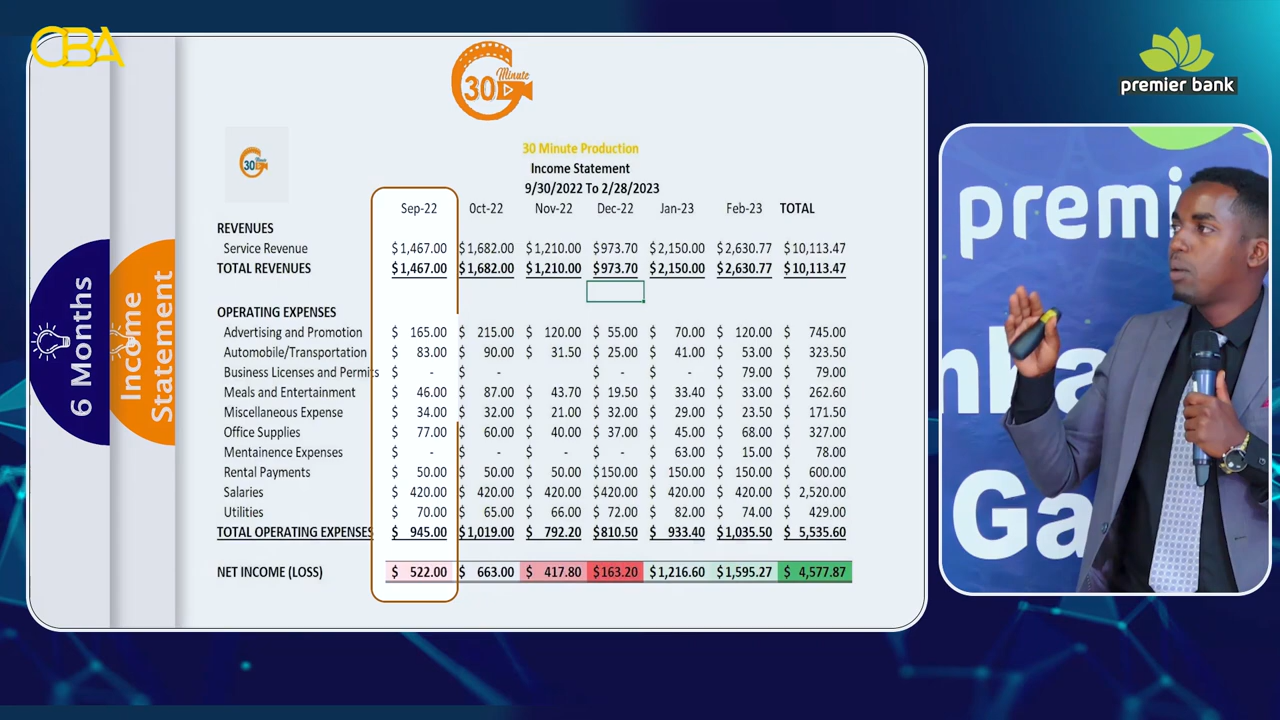 CBA
30 Minute
premier bank
30 Minute
30 Minute Production
Income Statement
9/30/2022 To 2/28/2023
Sep-22 Oct-22 Nov-22 Dec-22 Jan-23 Feb-23 TOTAL
REVENUES
Service Revenue $1,467.00 $1,682.00 $1,210.00 $973.70 $2,150.00 $2,630.77 $10,113.47
TOTAL REVENUES $1,467.00 $1,682.00 $1,210.00 $973.70 $2,150.00 $2,630.77 $10,113.47
OPERATING EXPENSES
Advertising and Promotion $ 165.00 $ 215.00 $ 120.00 $ 55.00 $ 70.00 $ 120.00 $ 745.00
Automobile/Transportation $ 83.00 $ 90.00 $ 31.50 $ 25.00 $ 41.00 $ 53.00 $ 323.50
Business Licenses and Permits $ - $ - $ - $ - $ 79.00 $ 79.00
Meals and Entertainment $ 46.00 $ 87.00 $ 43.70 $ 19.50 $ 33.40 $ 33.00 $ 262.60
Miscellaneous Expense $ 34.00 $ 32.00 $ 21.00 $ 32.00 $ 29.00 $ 23.50 $ 171.50
Office Supplies $ 77.00 $ 60.00 $ 40.00 $ 37.00 $ 45.00 $ 68.00 $ 327.00
Mentainence Expenses $ - $ - $ - $ - $ 63.00 $ 15.00 $ 78.00
Rental Payments $ 50.00 $ 50.00 $ 50.00 $150.00 $ 150.00 $ 150.00 $ 600.00
Salaries $ 420.00 $ 420.00 $ 420.00 $420.00 $ 420.00 $ 420.00 $ 2,520.00
Utilities $ 70.00 $ 65.00 $ 66.00 $ 72.00 $ 82.00 $ 74.00 $ 429.00
TOTAL OPERATING EXPENSES $ 945.00 $1,019.00 $ 792.20 $810.50 $ 933.40 $1,035.50 $ 5,535.60
NET INCOME (LOSS) $ 522.00 $ 663.00 $ 417.80 $163.20 $1,216.60 $1,595.27 $ 4,577.87
6 Months
Income
Statement
premi
Ga